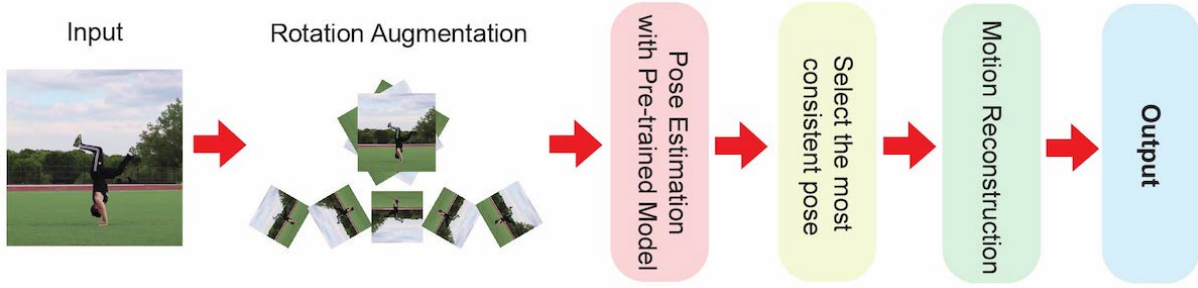 Input
Rotation Augmentation
Pose Estimation
with Pre-trained Model
Select the most
consistent pose
Motion Reconstruction
Output